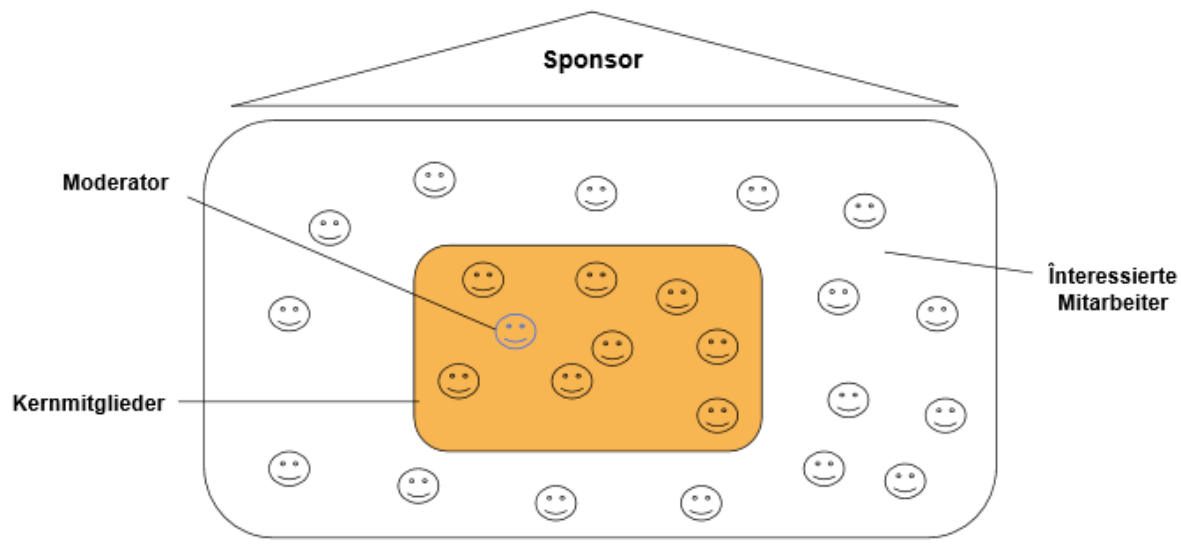 Sponsor
Moderator
Înteressierte
Mitarbeiter
Kernmitglieder